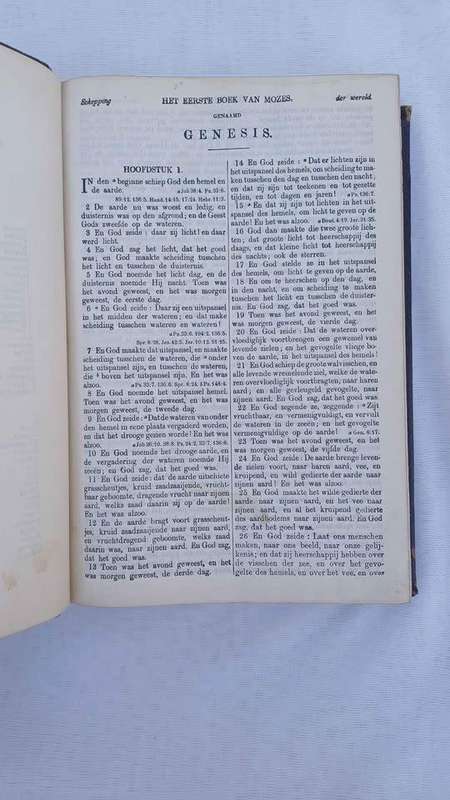 Schepping
HET EERSTE BOEK VAN MOZES.
der wereld.
GENAAMD
GENESIS.
HOOFDSTUK 1.
IN den beginne schiep God den hemel en
de aarde.
2 De aarde nu was woest en ledig, en
duisternis was op den afgrond; en de Geest
Gods zweefde op de wateren.
3 En God zeide: daar zij licht! en daar
werd licht.
4 En God zag het licht, dat het goed
was; en God maakte scheiding tusschen
het licht en tusschen de duisternis.
5 En God noemde het licht dag, en de
duisternis noemde Hij nacht. Toen was
het avond geweest, en het was morgen
geweest, de eerste dag.
6 En God zeide: Daar zij een uitspansel
in het midden der wateren; en dat make
scheiding tusschen wateren en wateren!
7 En God maakte dat uitspansel, en maakte
scheiding tusschen de wateren, die onder
het uitspansel zijn, en tusschen de wateren,
die boven het uitspansel zijn. En het was
alzoo.
8 En God noemde het uitspansel hemel.
Toen was het avond geweest, en het was
morgen geweest, de tweede dag.
9 En God zeide: Dat de wateren van onder
den hemel in eene plaats vergaderd worden,
en dat het drooge gezien worde! En het was
alzoo.
10 En God noemde het drooge aarde, en
de vergadering der wateren noemde Hij
zeeën; en God zag, dat het goed was.
11 En God zeide: dat de aarde uitschiete
grasscheutjes, kruid zaadzaaijende, vrucht-
baar geboomte, dragende vrucht naar zijnen
aard, welks zaad daarin zij op de aarde!
En het was alzoo.
12 En de aarde bragt voort grasscheut-
jes, kruid zaadzaaijende naar zijnen aard,
en vruchtdragend geboomte, welks zaad
daarin was, naar zijnen aard. En God zag,
dat het goed was.
13 Toen was het avond geweest, en het
was morgen geweest, de derde dag.
14 En God zeide: Dat er lichten zijn in
het uitspansel des hemels, om scheiding te ma-
ken tusschen den dag en tusschen den nacht;
en dat zij zijn tot teekenen en tot gezette
tijden, en tot dagen en jaren!
15 En dat zij zijn tot lichten in het uit-
spansel des hemels, om licht te geven op de
aarde! En het was alzoo.
16 God dan maakte die twee groote lich-
ten; dat groote licht tot heerschappij des
daags, en dat kleine licht tot heerschappij
des nachts; ook de sterren.
17 En God stelde ze in het uitspansel
des hemels, om licht te geven op de aarde,
18 En om te heerschen op den dag, en
in den nacht, en om scheiding te maken
tusschen het licht en tusschen de duister-
nis. En God zag, dat het goed was.
19 Toen was het avond geweest, en het
was morgen geweest, de vierde dag.
20 En God zeide: Dat de wateren over-
vloediglijk voortbrengen een gewemel van
levende zielen; en het gevogelte vliege bo-
ven de aarde, in het uitspansel des hemels!
21 En God schiep de groote walvisschen, en
alle levende wremelende ziel, welke de wate-
ren overvloediglijk voortbragten, naar haren
aard; en alle gevleugeld gevogelte, naar
zijnen aard. En God zag, dat het goed was.
22 En God zegende ze, zeggende: Zijt
vruchtbaar, en vermenigvuldigt, en vervult
de wateren in de zeeën; en het gevogelte
vermenigvuldige op de aarde!
23 Toen was het avond geweest, en het
was morgen geweest, de vijfde dag.
24 En God zeide: De aarde brenge leven-
de zielen voort, naar haren aard, vee, en
kruipend, en wild gedierte der aarde naar
zijnen aard! En het was alzoo.
25 En God maakte het wilde gedierte der
aarde naar zijnen aard, en het vee naar
zijnen aard, en al het kruipend gedierte
des aardbodems naar zijnen aard. En God
zag, dat het goed was.
26 En God zeide: Laat ons menschen
maken, naar ons beeld, naar onze gelij-
kenis; en dat zij heerschappij hebben over
de visschen der zee, en over het gevo-
gelte des hemels, en over het vee, en over